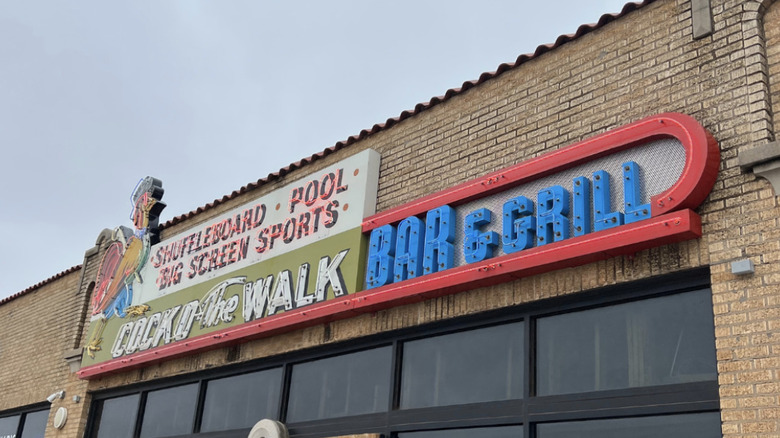 SHUFFLEBOARD • POOL •
• BIG SCREEN SPORTS •
COCK O' The WALK
BAR & GRILL